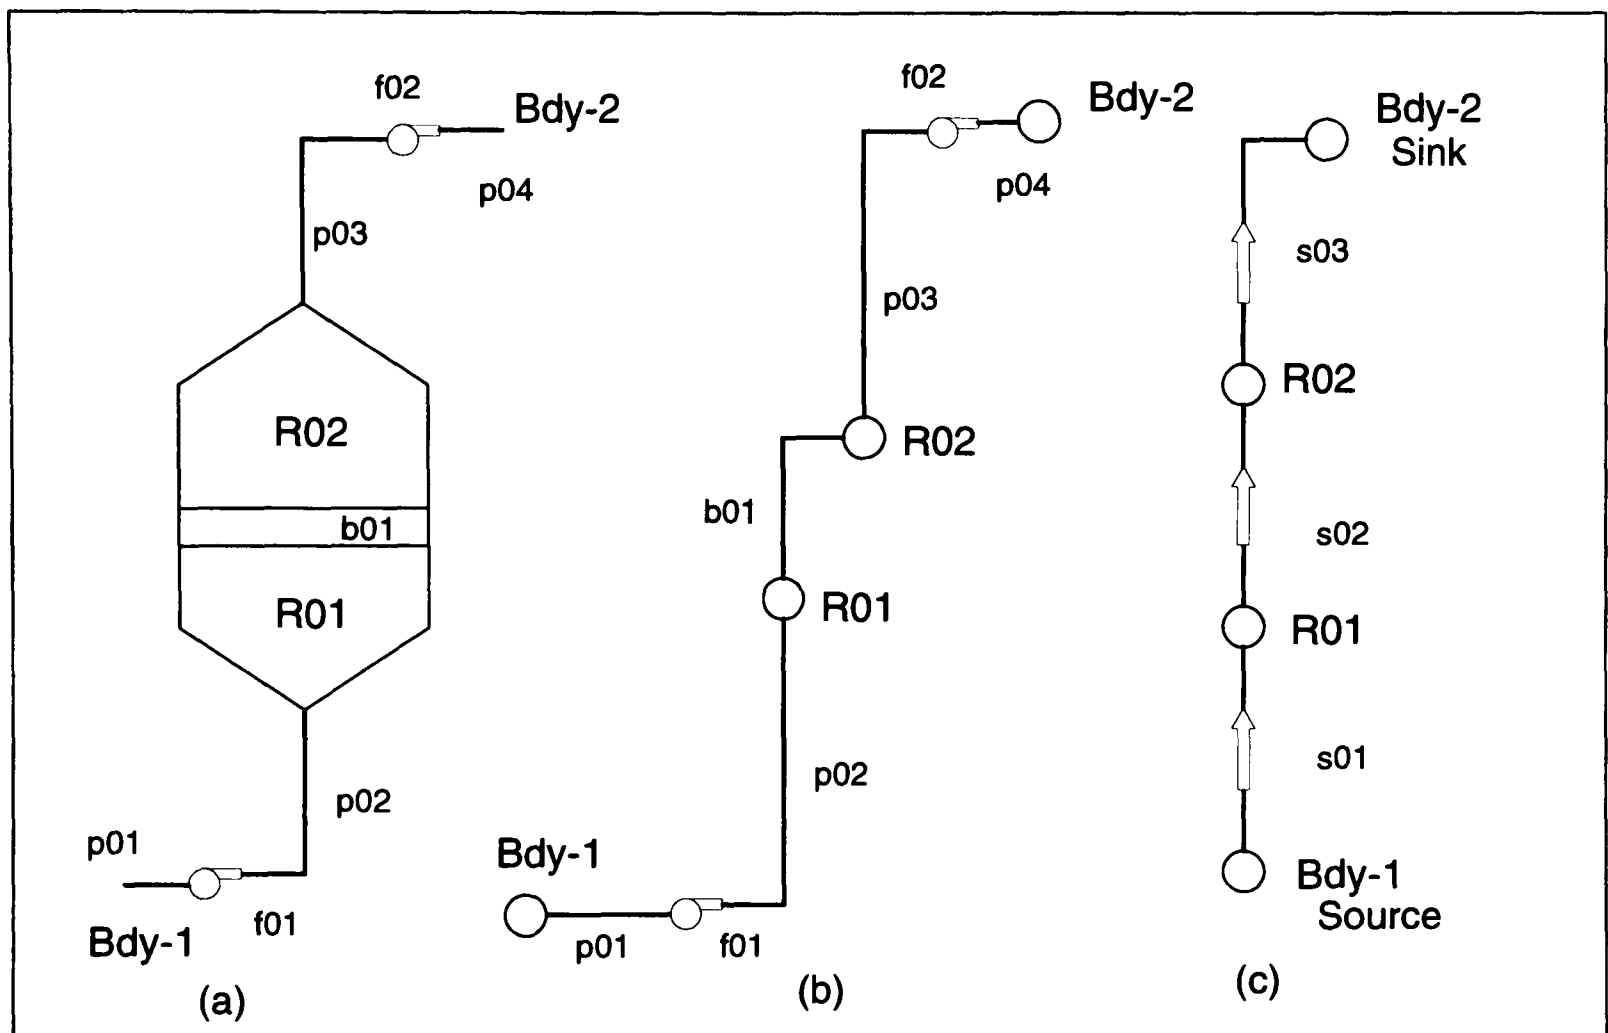 f02
Bdy-2
p04
p03
R02
b01
R01
p02
p01
f01
Bdy-1
(a)
f02
Bdy-2
p04
p03
R02
b01
R01
p02
Bdy-1
p01
f01
(b)
Bdy-2
Sink
s03
R02
s02
R01
s01
Bdy-1
Source
(c)